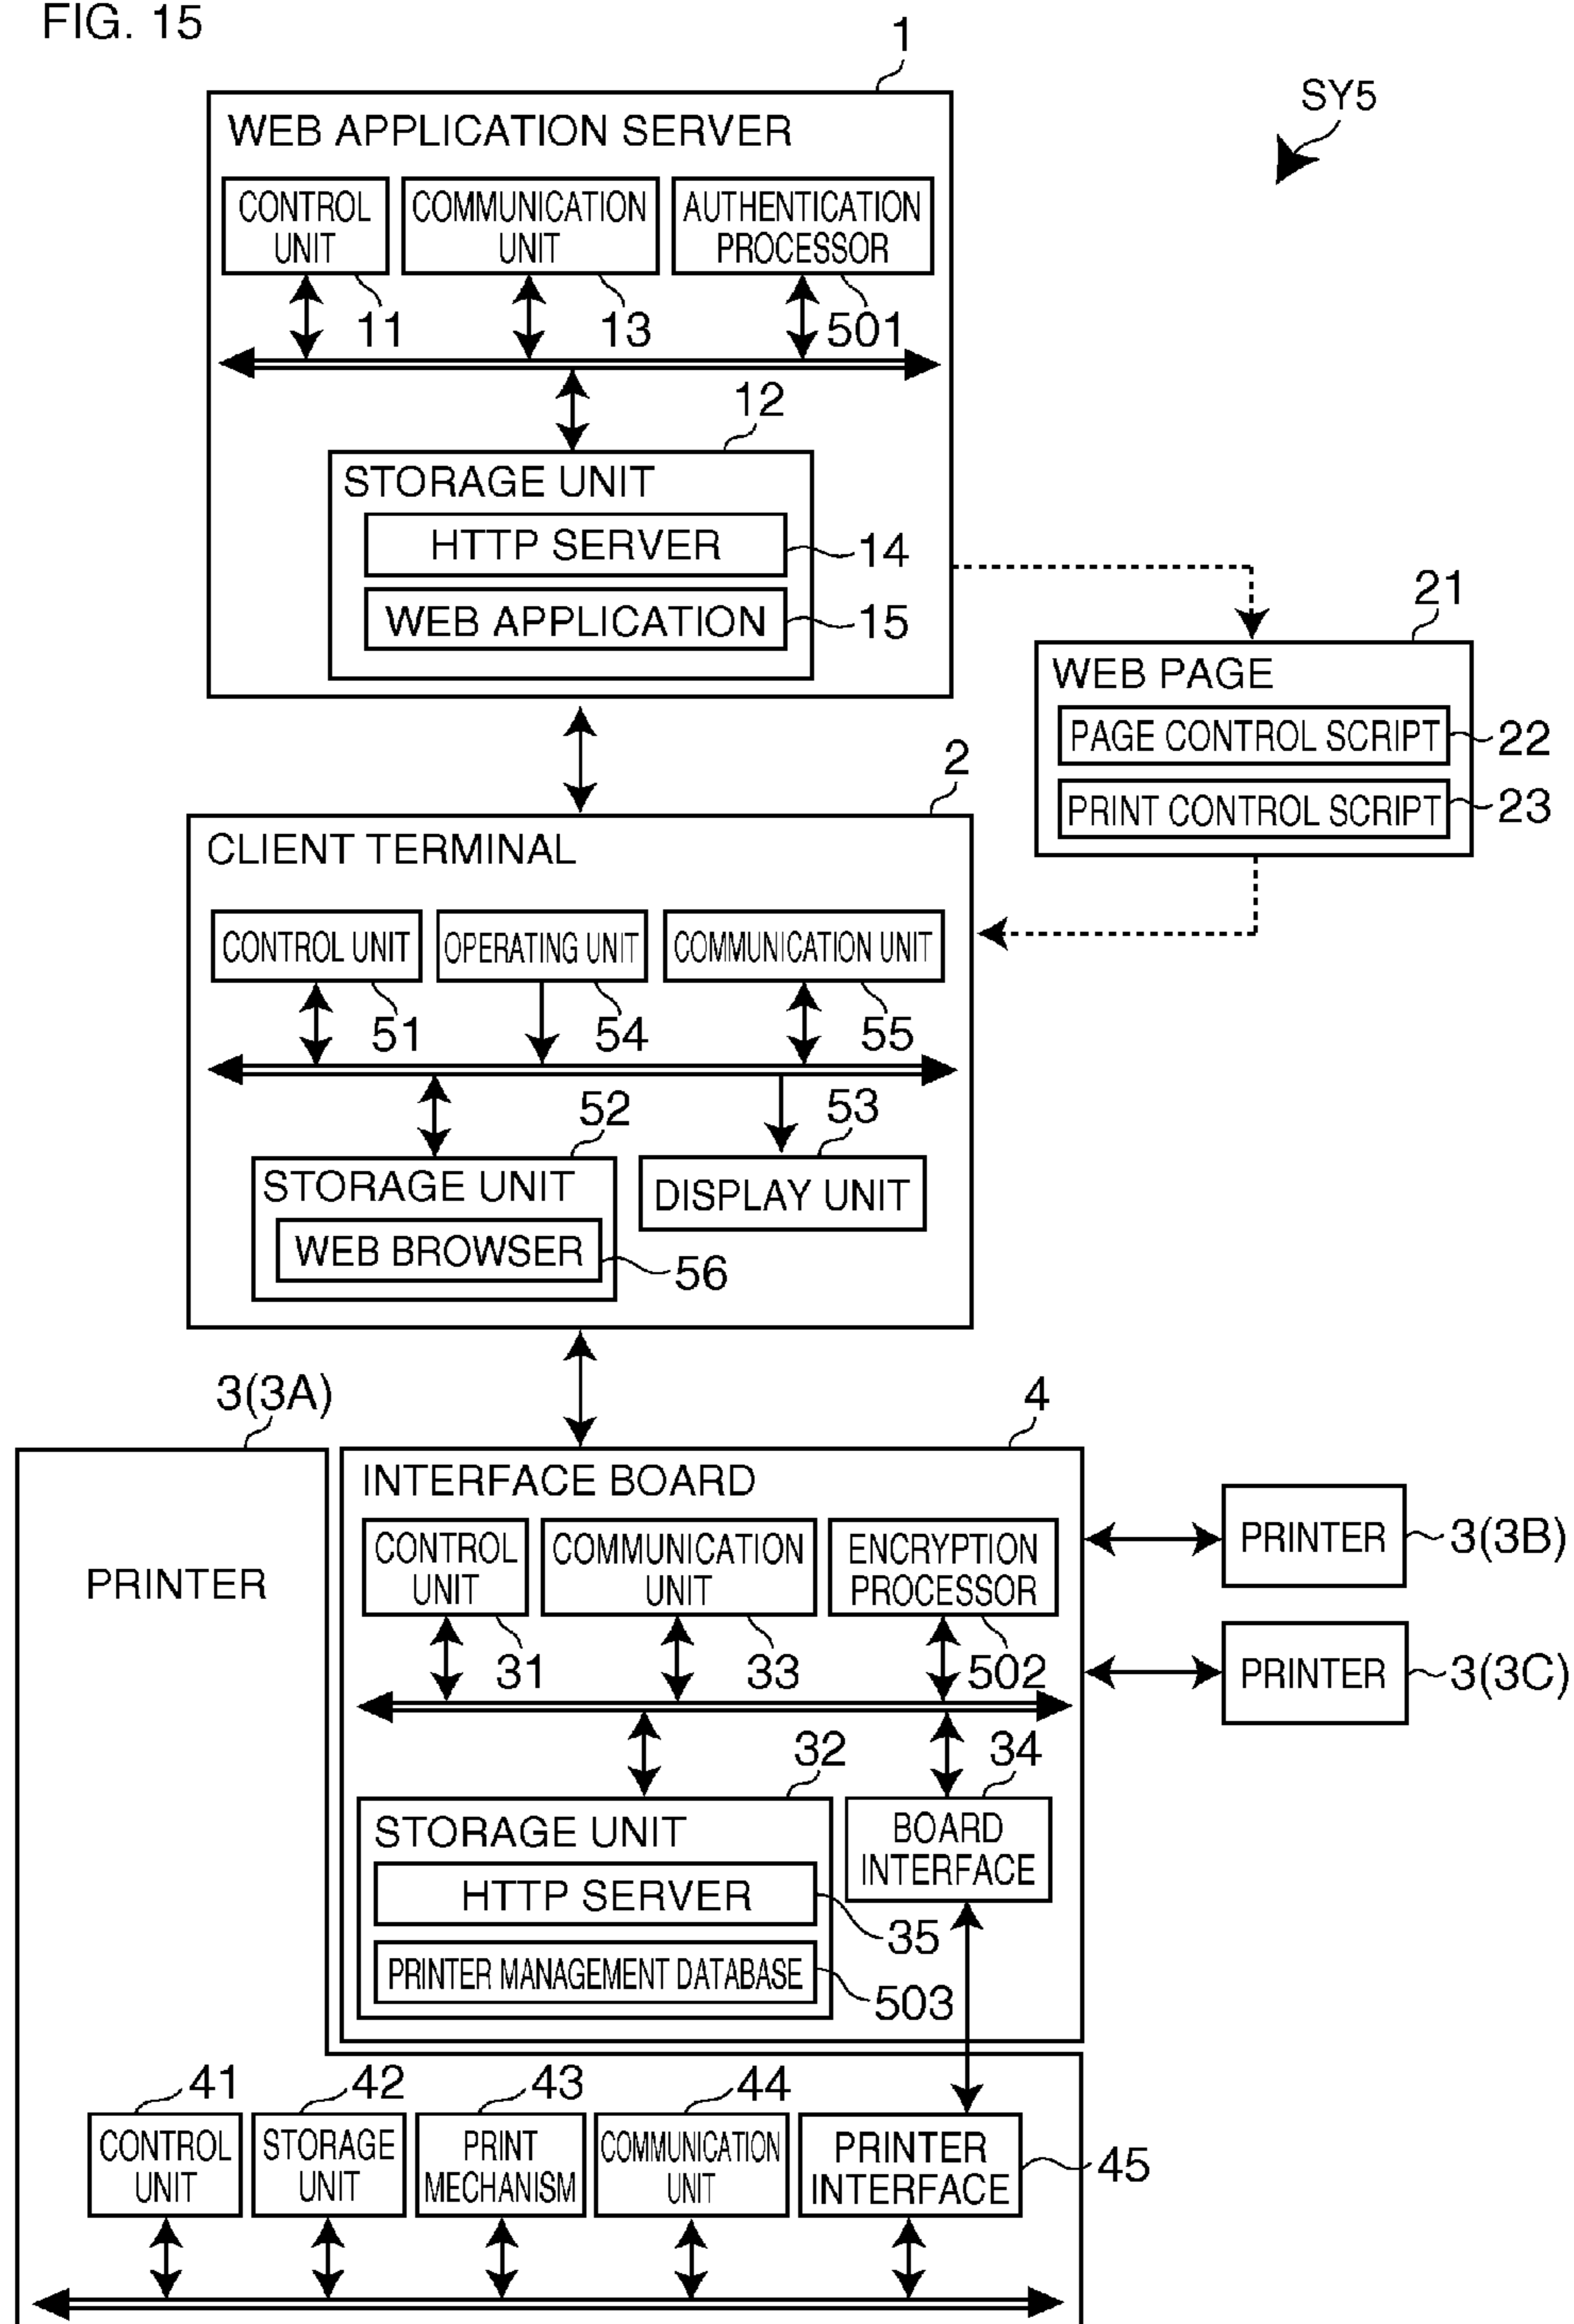 FIG. 15
1
SY5
WEB APPLICATION SERVER
CONTROL
UNIT
COMMUNICATION
UNIT
AUTHENTICATION
PROCESSOR
11
13
501
12
STORAGE UNIT
HTTP SERVER
14
WEB APPLICATION
15
21
WEB PAGE
PAGE CONTROL SCRIPT
22
PRINT CONTROL SCRIPT
23
2
CLIENT TERMINAL
CONTROL UNIT
OPERATING UNIT
COMMUNICATION UNIT
51
54
55
52
53
STORAGE UNIT
WEB BROWSER
56
DISPLAY UNIT
3(3A)
PRINTER
4
INTERFACE BOARD
CONTROL
UNIT
COMMUNICATION
UNIT
ENCRYPTION
PROCESSOR
31
33
502
PRINTER
3(3B)
PRINTER
3(3C)
32
34
STORAGE UNIT
HTTP SERVER
35
PRINTER MANAGEMENT DATABASE
503
BOARD
INTERFACE
41
42
43
44
CONTROL
UNIT
STORAGE
UNIT
PRINT
MECHANISM
COMMUNICATION
UNIT
PRINTER
INTERFACE
45